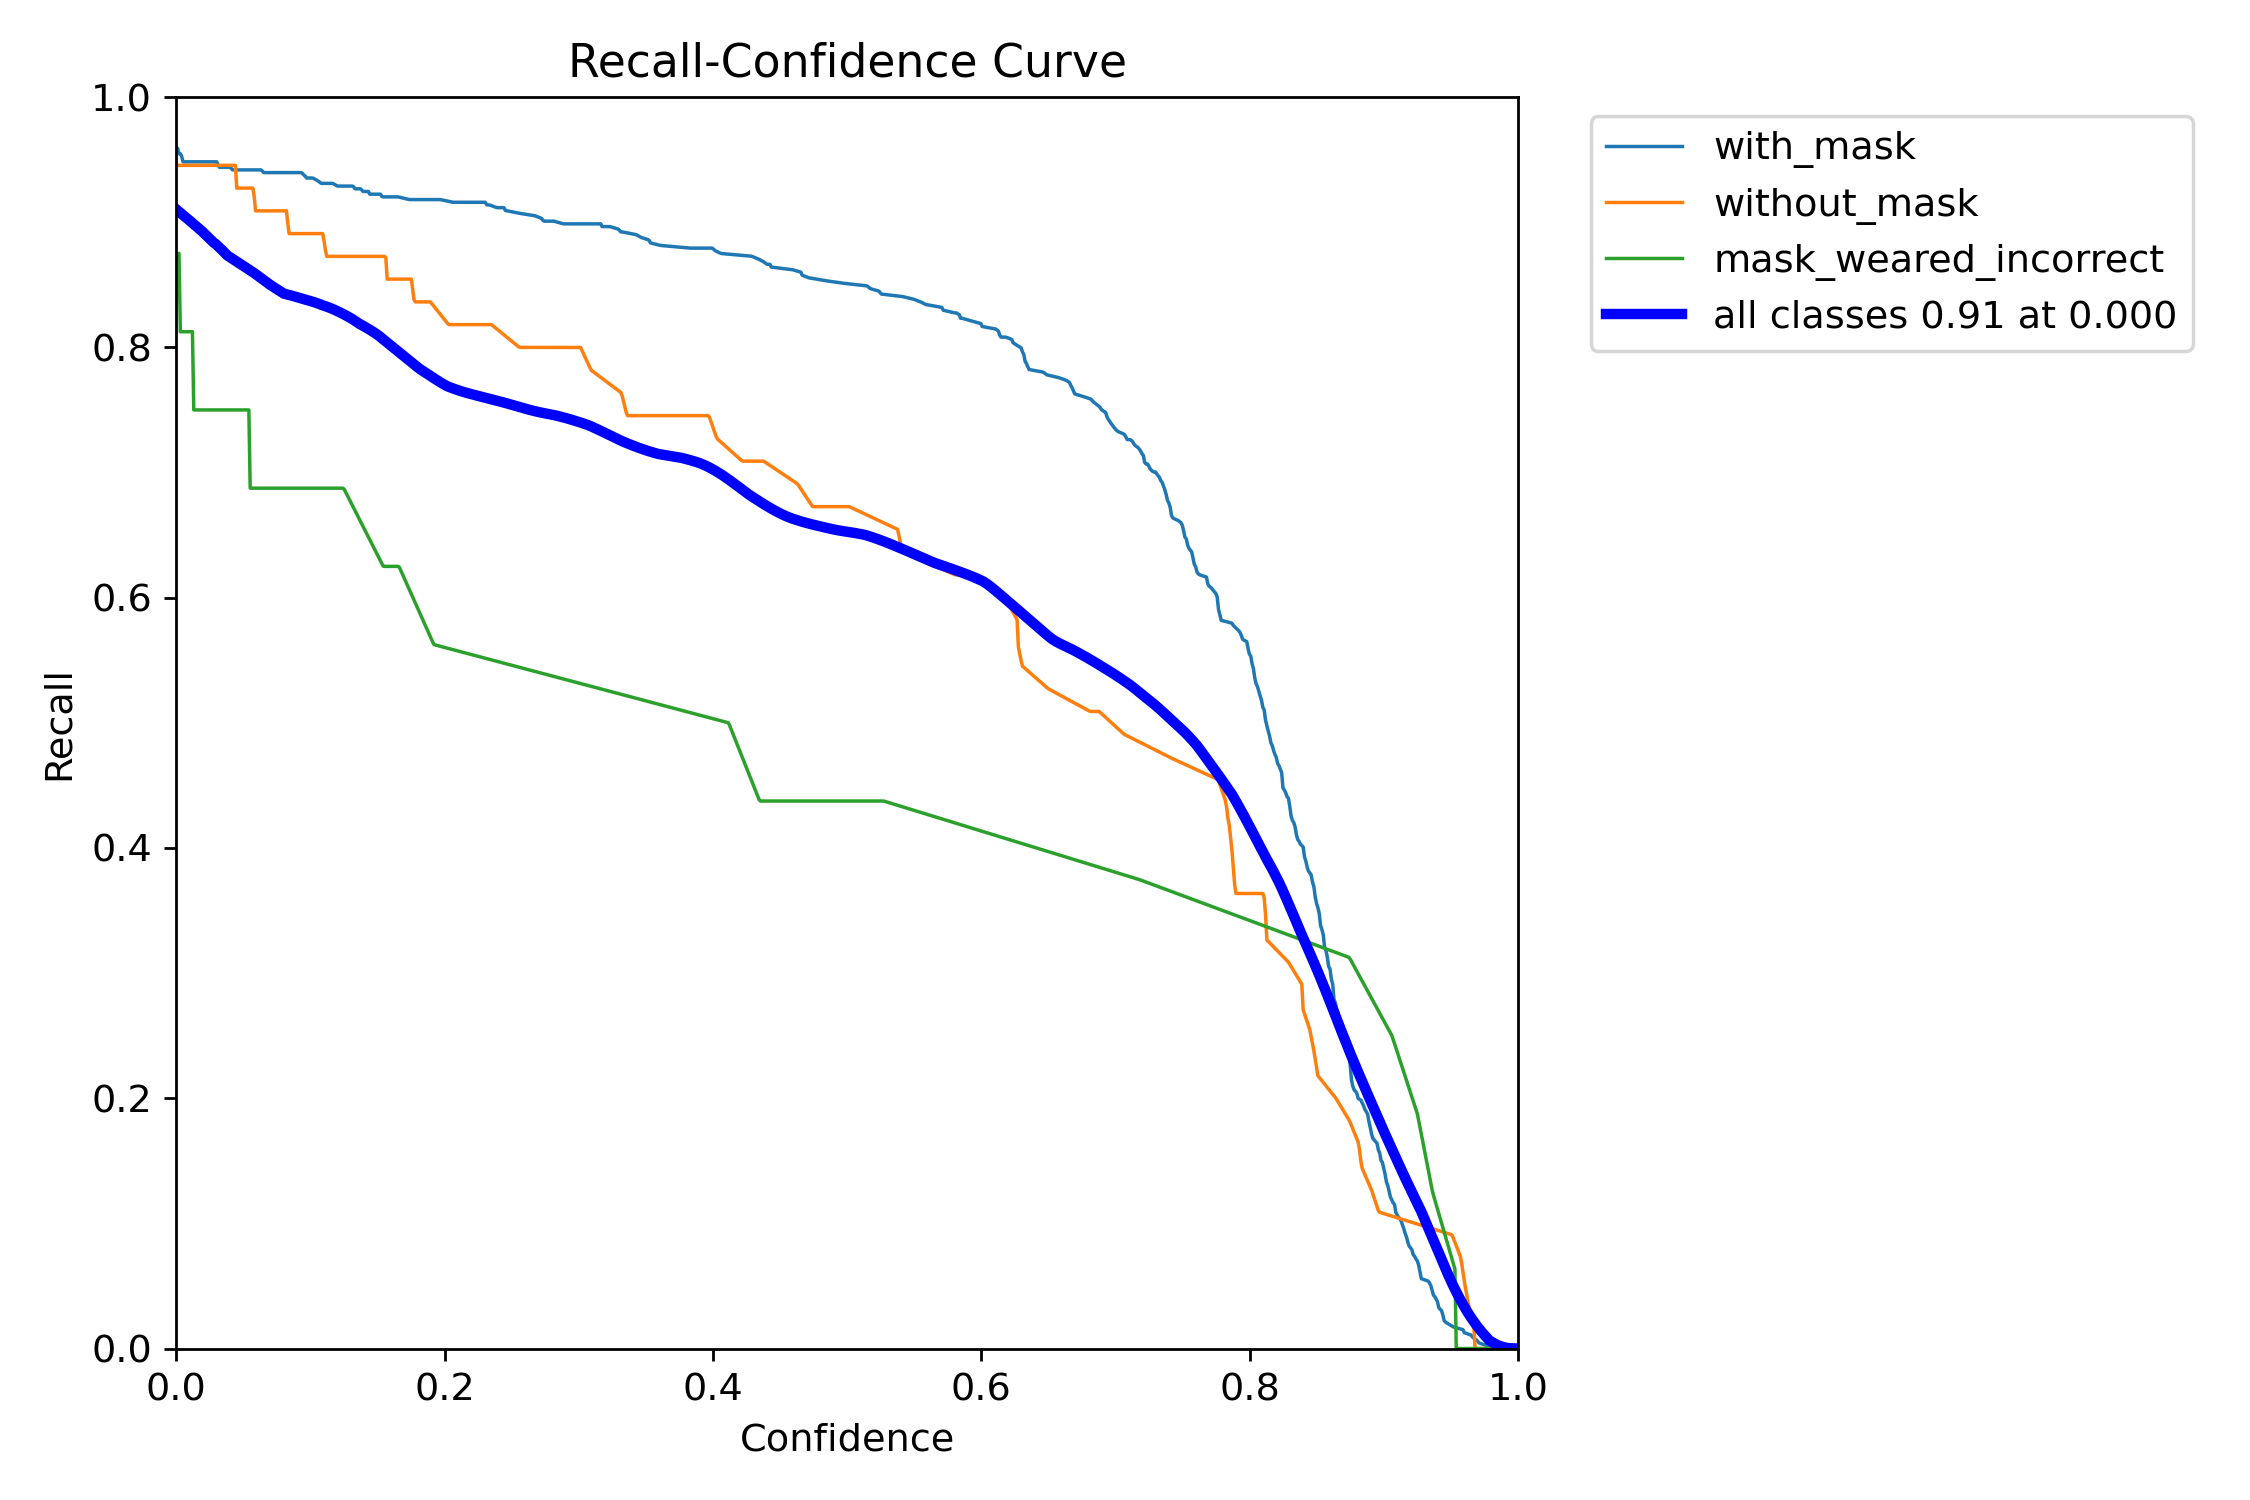 Recall-Confidence Curve
1.0
0.8
0.6
0.4
0.2
0.0
Recall
0.0 0.2 0.4 0.6 0.8 1.0
Confidence
with_mask
without_mask
mask_weared_incorrect
all classes 0.91 at 0.000